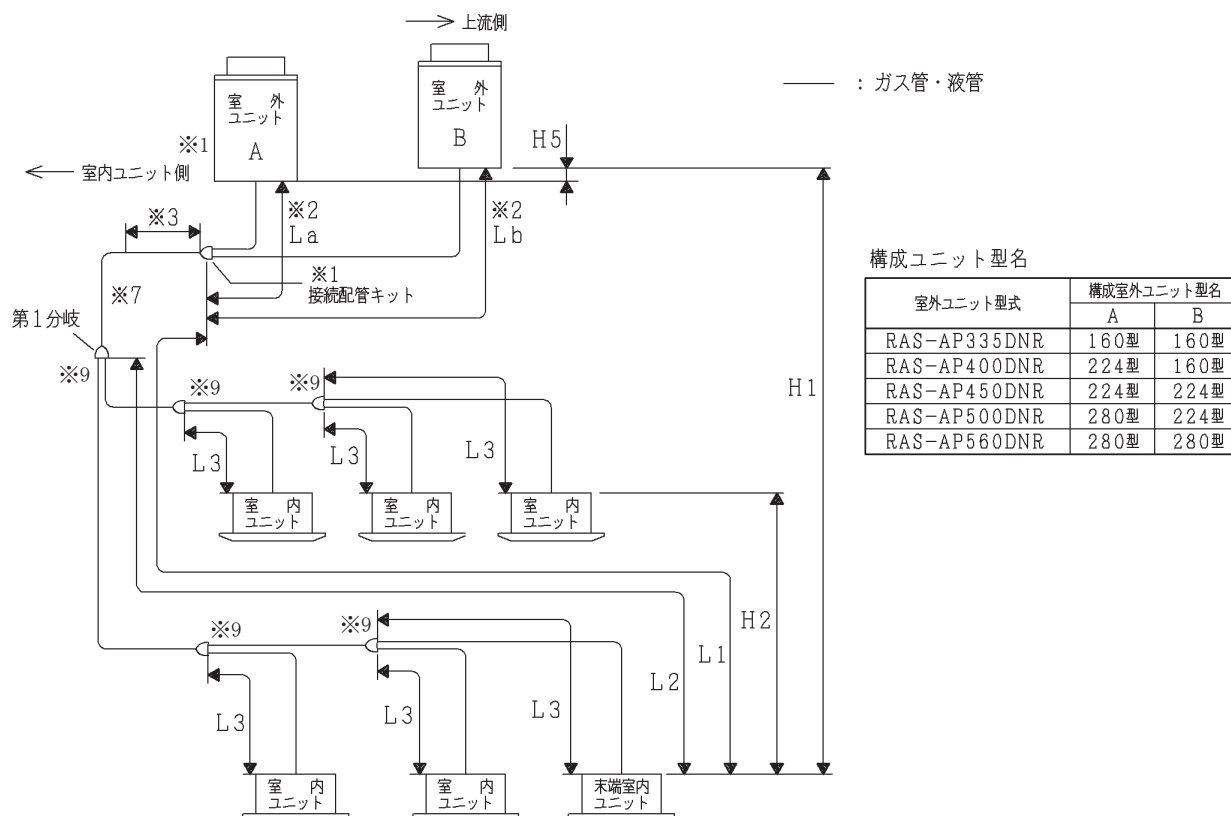 上流側
室 外
ユニット
A
室 外
ユニット
B
：ガス管・液管
※1
H5
室内ユニット側
※3
※2
La
※2
Lb
※1
接続配管キット
※7
第1分岐
※9
※9
※9
H1
L3
L3
L3
室 内
ユニット
室 内
ユニット
室 内
ユニット
H2
L1
L2
※9
※9
L3
L3
L3
室 内
ユニット
室 内
ユニット
末端室内
ユニット
構成ユニット型名
室外ユニット型式 構成室外ユニット型名
A B
RAS-AP335DNR 160型 160型
RAS-AP400DNR 224型 160型
RAS-AP450DNR 224型 224型
RAS-AP500DNR 280型 224型
RAS-AP560DNR 280型 280型